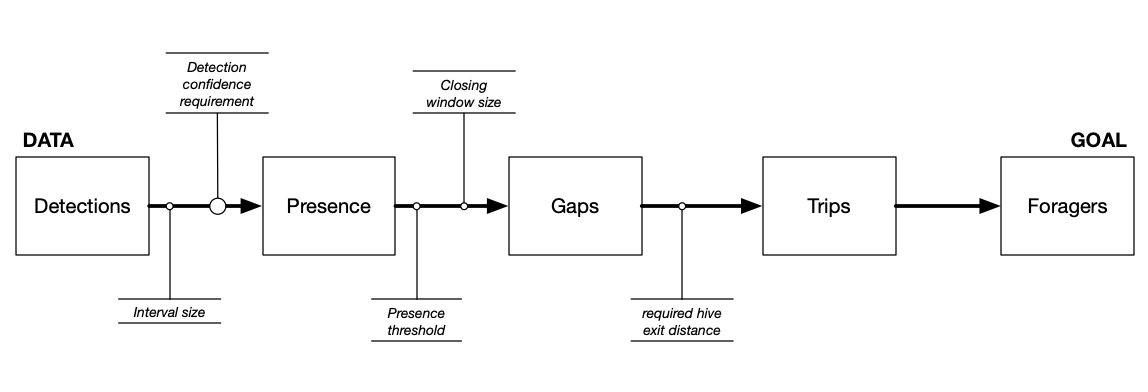 Detection
confidence
requirement
Closing
window size
DATA
GOAL
Detections
Presence
Gaps
Trips
Foragers
Interval size
Presence
threshold
required hive
exit distance